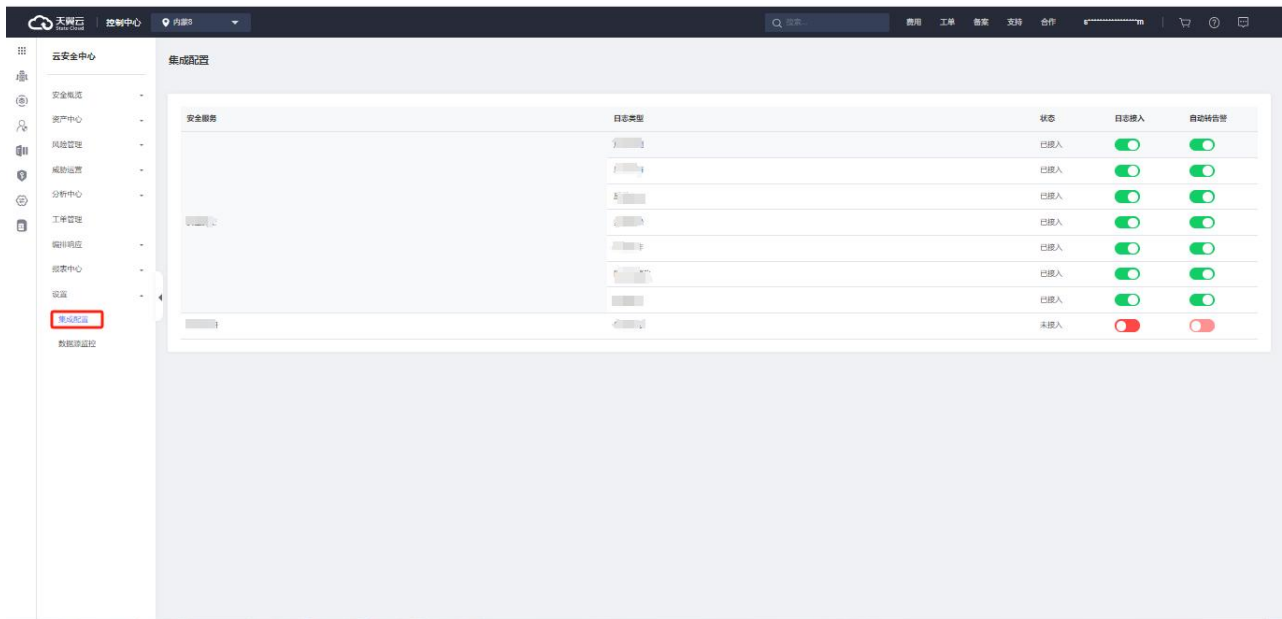 天翼云
State Cloud
控制中心
内蒙8
搜索...
费用
工单
备案
支持
合作
s*****************m
云安全中心
安全概览
资产中心
风险管理
威胁运营
分析中心
工单管理
编排响应
报表中心
设置
集成配置
数据源监控
集成配置
安全服务 日志类型 状态 日志接入 自动转告警
已接入
已接入
已接入
已接入
已接入
已接入
已接入
未接入